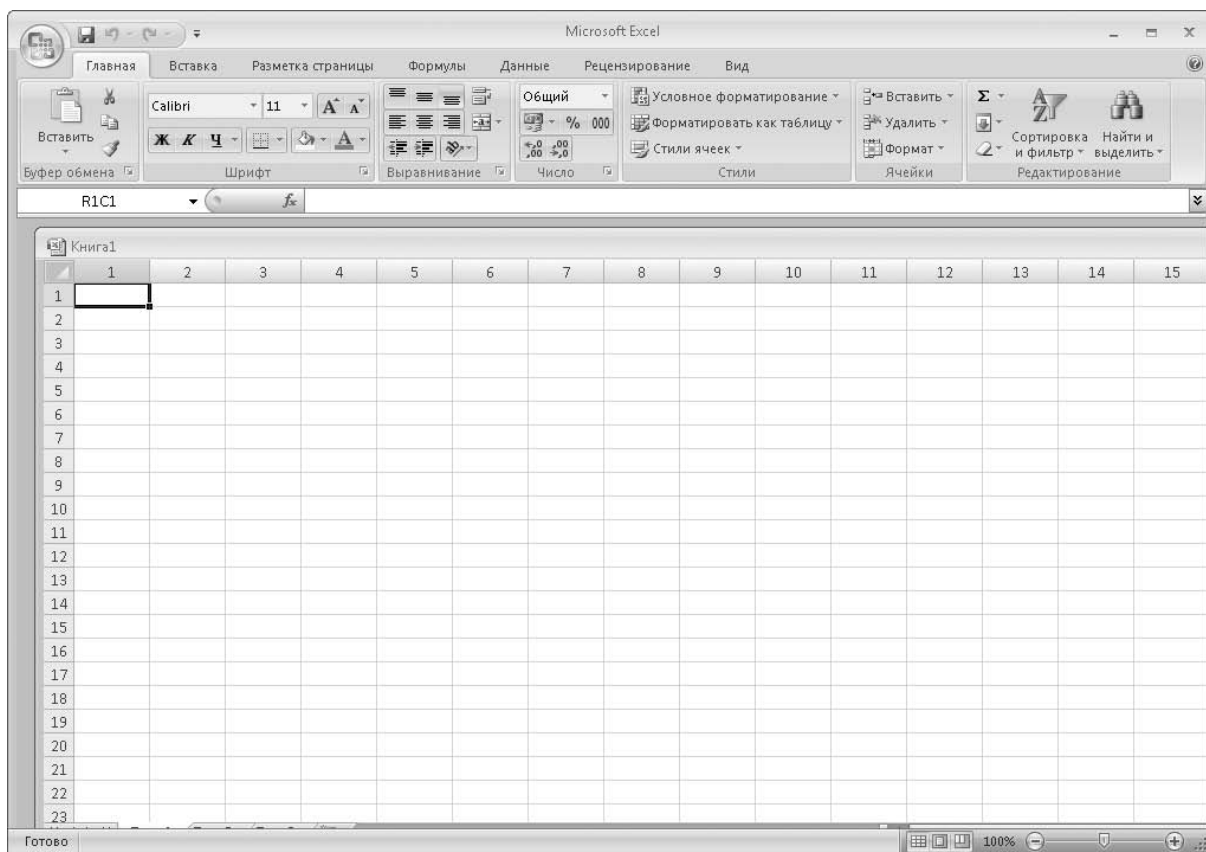 Microsoft Excel
Главная Вставка Разметка страницы Формулы Данные Рецензирование Вид
Вставить
Буфер обмена
Calibri 11 A A
Ж К Ч A
Шрифт
Выравнивание
Общий
% 000
,0 ,00
,00 ,0
Число
Условное форматирование
Форматировать как таблицу
Стили ячеек
Стили
Вставить
Удалить
Формат
Ячейки
Σ
Сортировка и фильтр
Найти и выделить
Редактирование
R1C1 fx
Книга1
1 2 3 4 5 6 7 8 9 10 11 12 13 14 15
1
2
3
4
5
6
7
8
9
10
11
12
13
14
15
16
17
18
19
20
21
22
23
Готово 100%